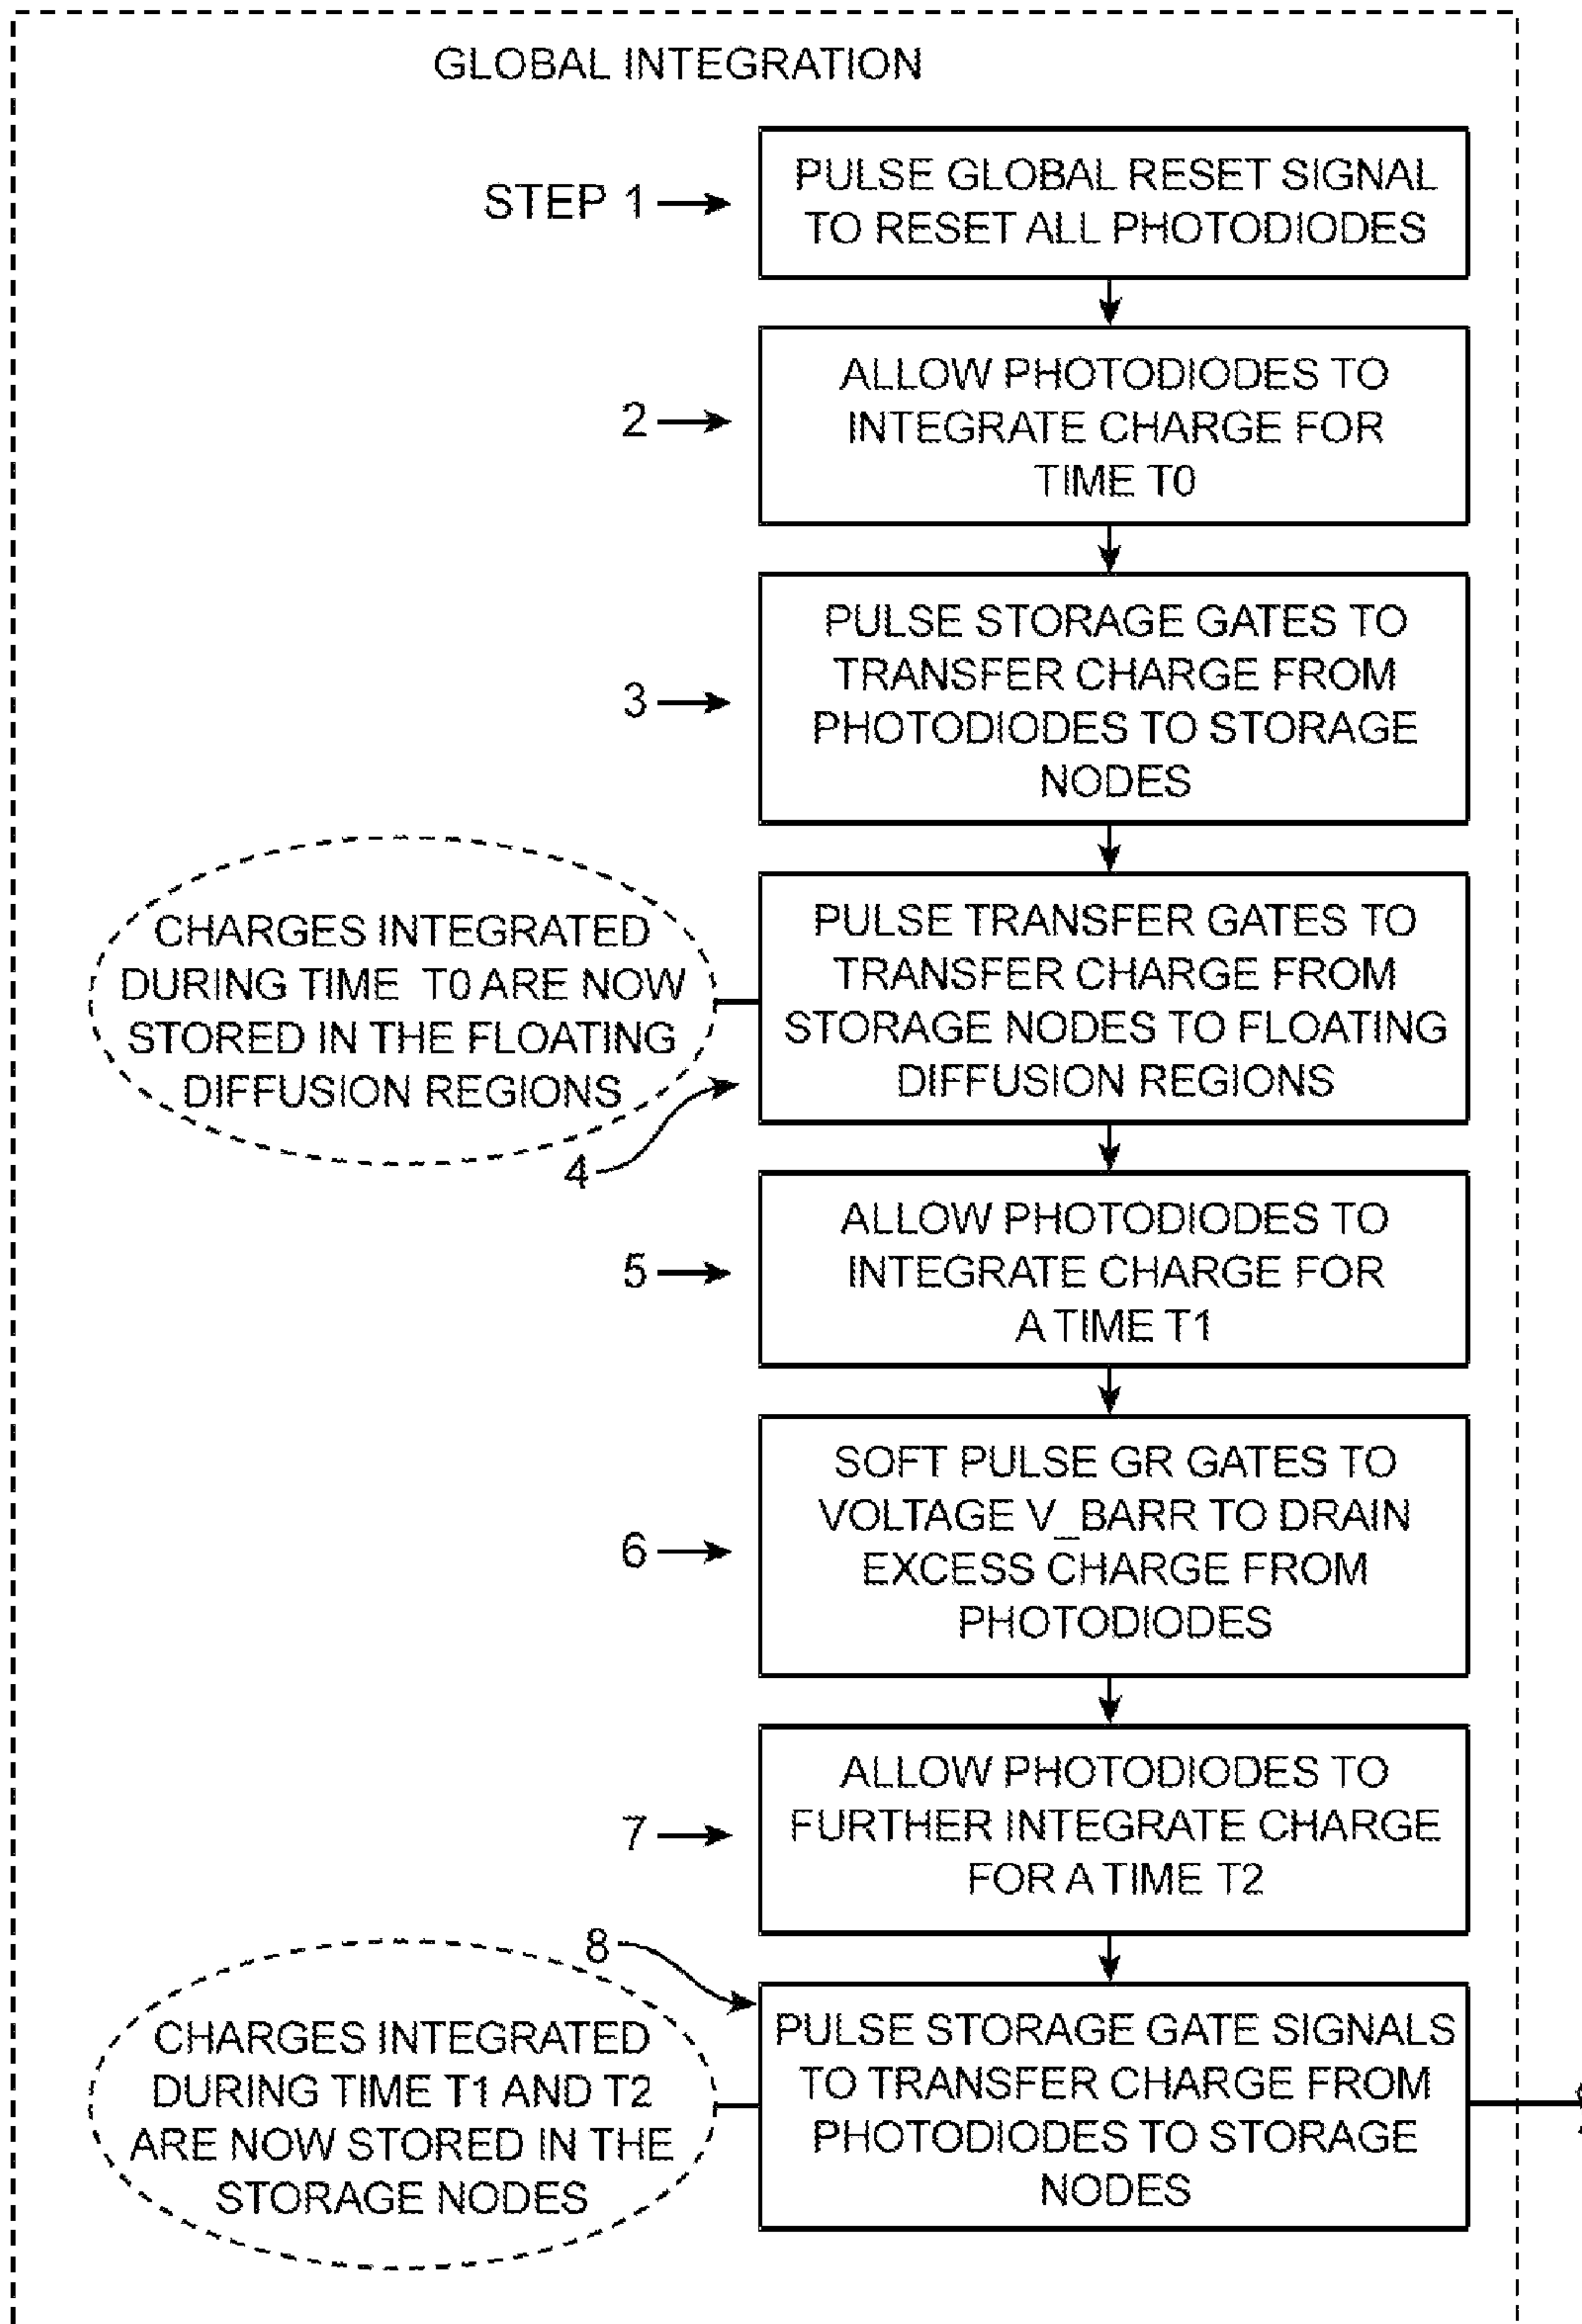 GLOBAL INTEGRATION
STEP 1
PULSE GLOBAL RESET SIGNAL
TO RESET ALL PHOTODIODES
2
ALLOW PHOTODIODES TO
INTEGRATE CHARGE FOR
TIME T0
3
PULSE STORAGE GATES TO
TRANSFER CHARGE FROM
PHOTODIODES TO STORAGE
NODES
CHARGES INTEGRATED
DURING TIME T0 ARE NOW
STORED IN THE FLOATING
DIFFUSION REGIONS
4
PULSE TRANSFER GATES TO
TRANSFER CHARGE FROM
STORAGE NODES TO FLOATING
DIFFUSION REGIONS
5
ALLOW PHOTODIODES TO
INTEGRATE CHARGE FOR
A TIME T1
6
SOFT PULSE GR GATES TO
VOLTAGE V_BARR TO DRAIN
EXCESS CHARGE FROM
PHOTODIODES
7
ALLOW PHOTODIODES TO
FURTHER INTEGRATE CHARGE
FOR A TIME T2
8
CHARGES INTEGRATED
DURING TIME T1 AND T2
ARE NOW STORED IN THE
STORAGE NODES
PULSE STORAGE GATE SIGNALS
TO TRANSFER CHARGE FROM
PHOTODIODES TO STORAGE
NODES